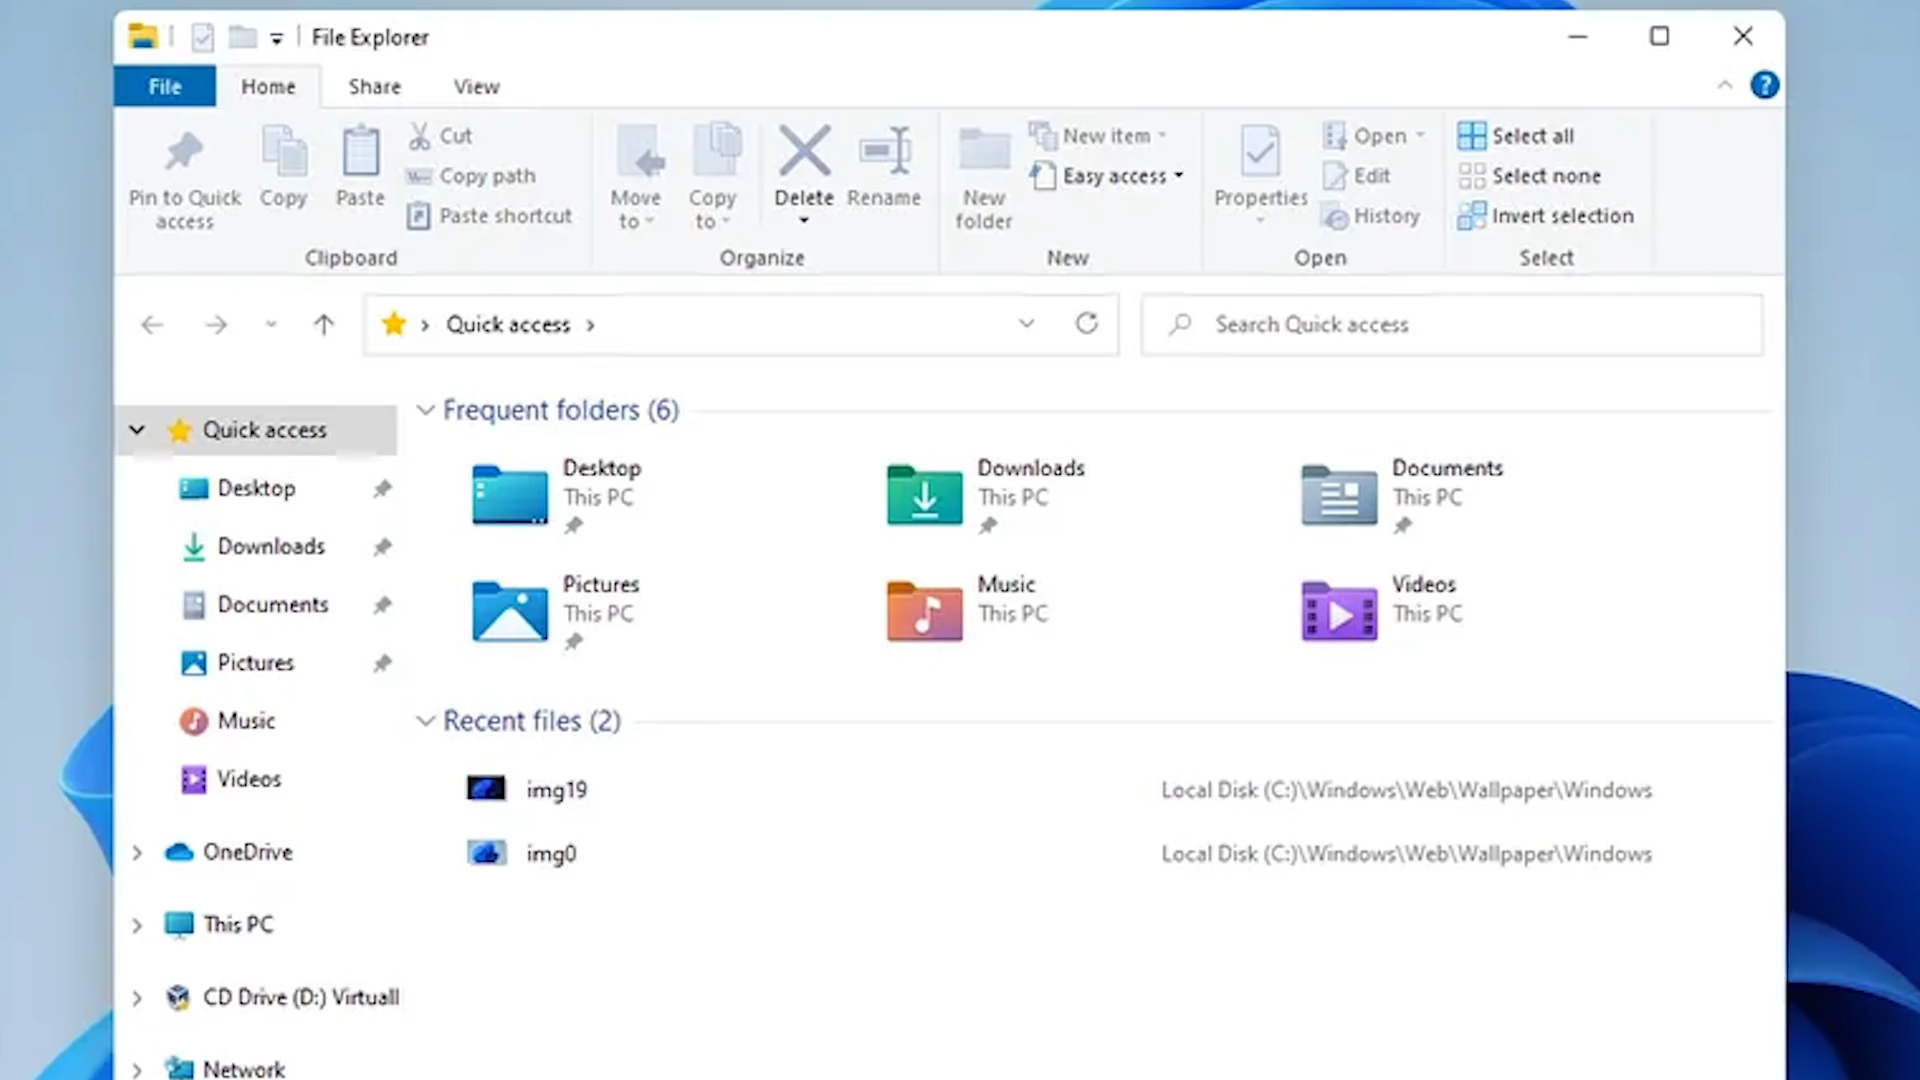 File Explorer
File Home Share View
Pin to Quick access
Copy
Paste
Cut
Copy path
Paste shortcut
Clipboard
Move to
Copy to
Delete
Rename
Organize
New folder
New item
Easy access
New
Properties
Open
Edit
History
Open
Select all
Select none
Invert selection
Select
Quick access
Search Quick access
Quick access
Desktop
Downloads
Documents
Pictures
Music
Videos
OneDrive
This PC
CD Drive (D:) Virtuall
Network
Frequent folders (6)
Desktop
This PC
Downloads
This PC
Documents
This PC
Pictures
This PC
Music
This PC
Videos
This PC
Recent files (2)
img19 Local Disk (C:)\Windows\Web\Wallpaper\Windows
img0 Local Disk (C:)\Windows\Web\Wallpaper\Windows